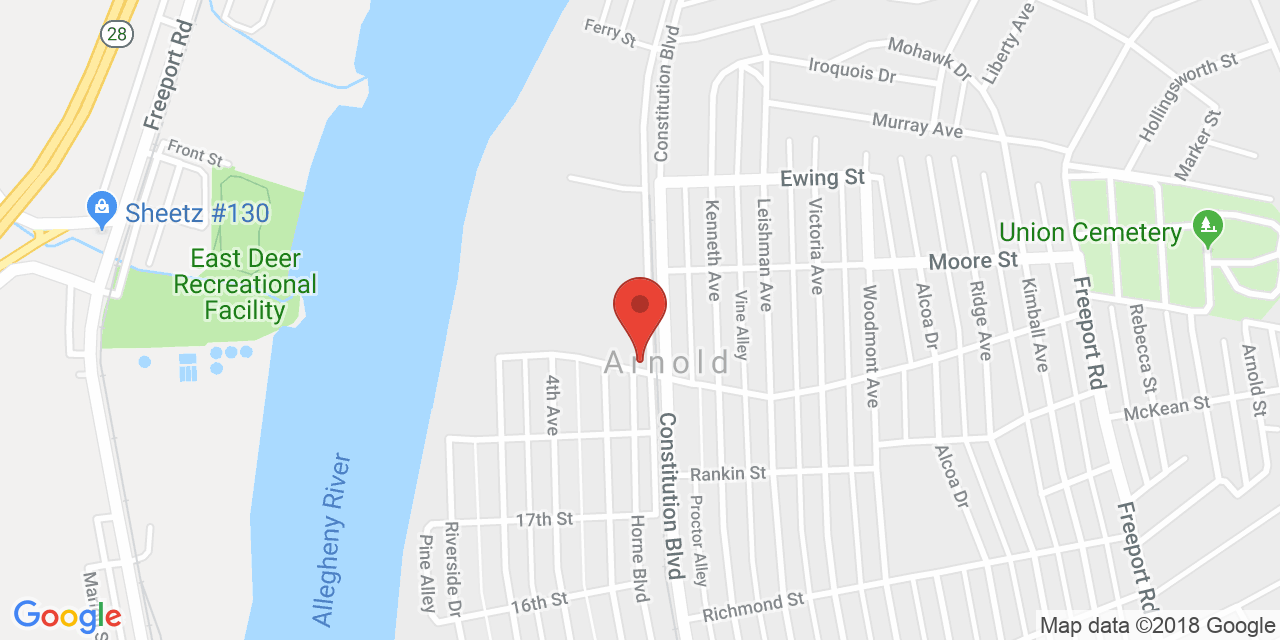 28
Freeport Rd
Ferry St
Constitution Blvd
Mohawk Dr
Liberty Ave
Iroquois Dr
Hollingsworth St
Murray Ave
Marker St
Front St
Ewing St
Sheetz #130
Kenneth Ave
Leishman Ave
Victoria Ave
Union Cemetery
East Deer
Recreational
Facility
Moore St
Vine Alley
Woodmont Ave
Alcoa Dr
Ridge Ave
Kimball Ave
Freeport Rd
Rebecca St
Arnold St
Arnold
4th Ave
McKean St
Constitution Blvd
Rankin St
Alcoa Dr
Allegheny River
17th St
Proctor Alley
Riverside Dr
Pine Alley
Horne Blvd
Freeport Rd
16th St
Richmond St
Google
Map data ©2018 Google